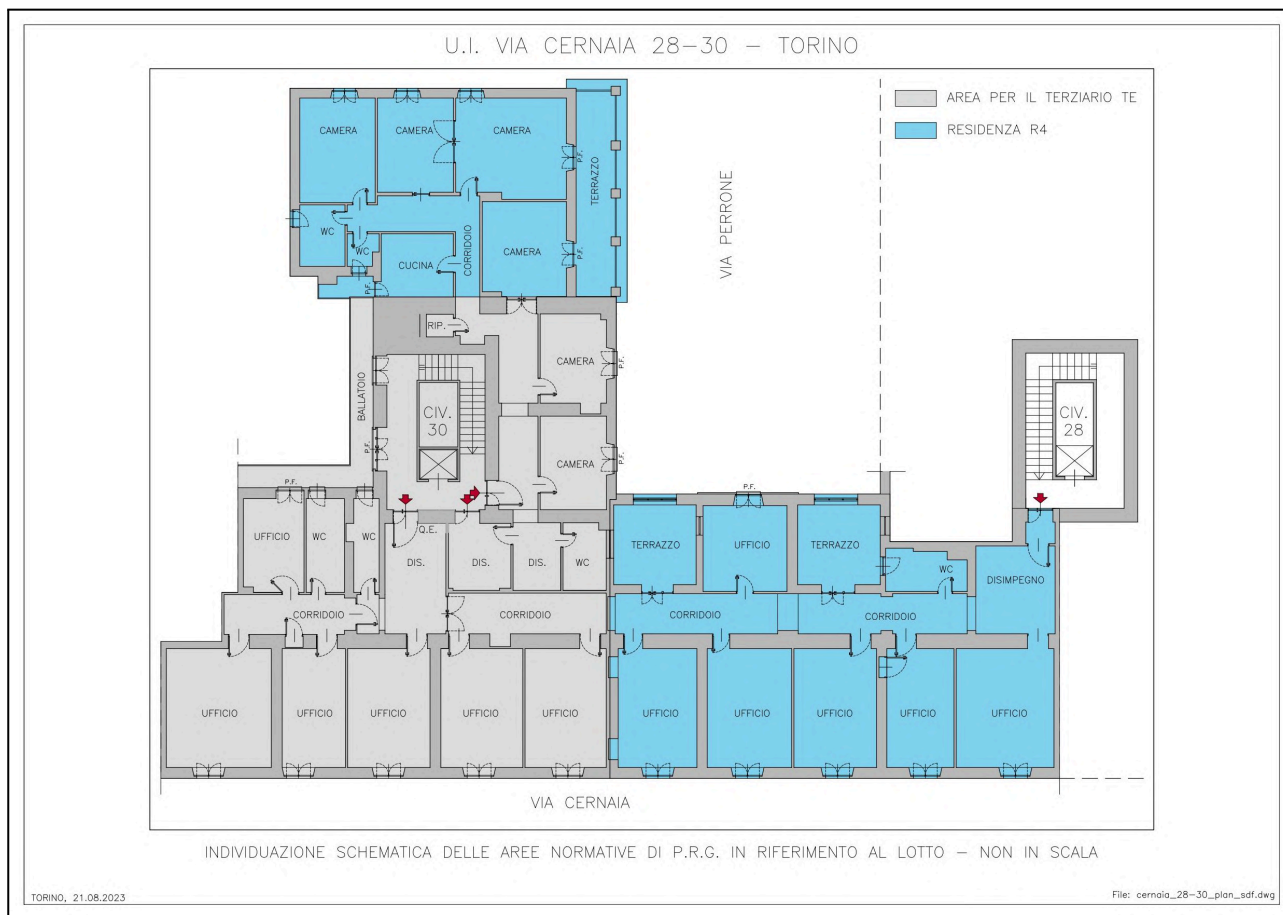 U.I. VIA CERNAIA 28-30 - TORINO
AREA PER IL TERZIARIO TE
RESIDENZA R4
CAMERA
CAMERA
CAMERA
P.F.
TERRAZZO
VIA PERRONE
WC
WC
CUCINA
CORRIDOIO
CAMERA
P.F.
P.F.
RIP.
CAMERA
P.F.
BALLATOIO
CIV.
30
CIV.
28
P.F.
CAMERA
P.F.
P.F.
P.F.
Q.E.
UFFICIO
WC
WC
DIS.
DIS.
DIS.
WC
TERRAZZO
UFFICIO
TERRAZZO
WC
DISIMPEGNO
CORRIDOIO
CORRIDOIO
CORRIDOIO
CORRIDOIO
UFFICIO
UFFICIO
UFFICIO
UFFICIO
UFFICIO
UFFICIO
UFFICIO
UFFICIO
UFFICIO
UFFICIO
VIA CERNAIA
INDIVIDUAZIONE SCHEMATICA DELLE AREE NORMATIVE DI P.R.G. IN RIFERIMENTO AL LOTTO - NON IN SCALA
TORINO, 21.08.2023
File: cernaia_28-30_plan_sdf.dwg